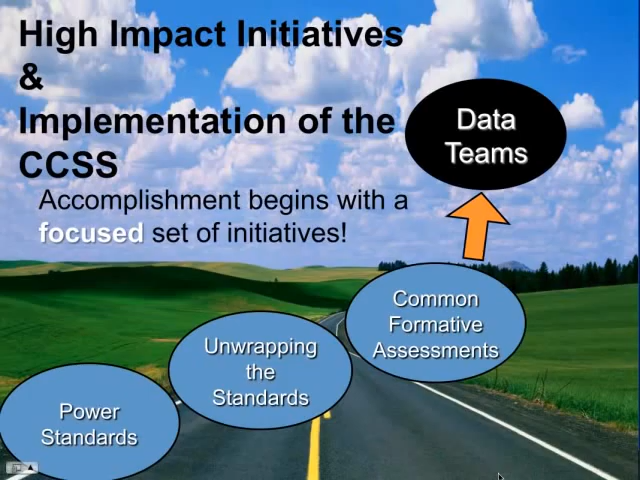 High Impact Initiatives
&
Implementation of the
CCSS
Accomplishment begins with a
focused set of initiatives!
Data
Teams
Common
Formative
Assessments
Unwrapping
the
Standards
Power
Standards